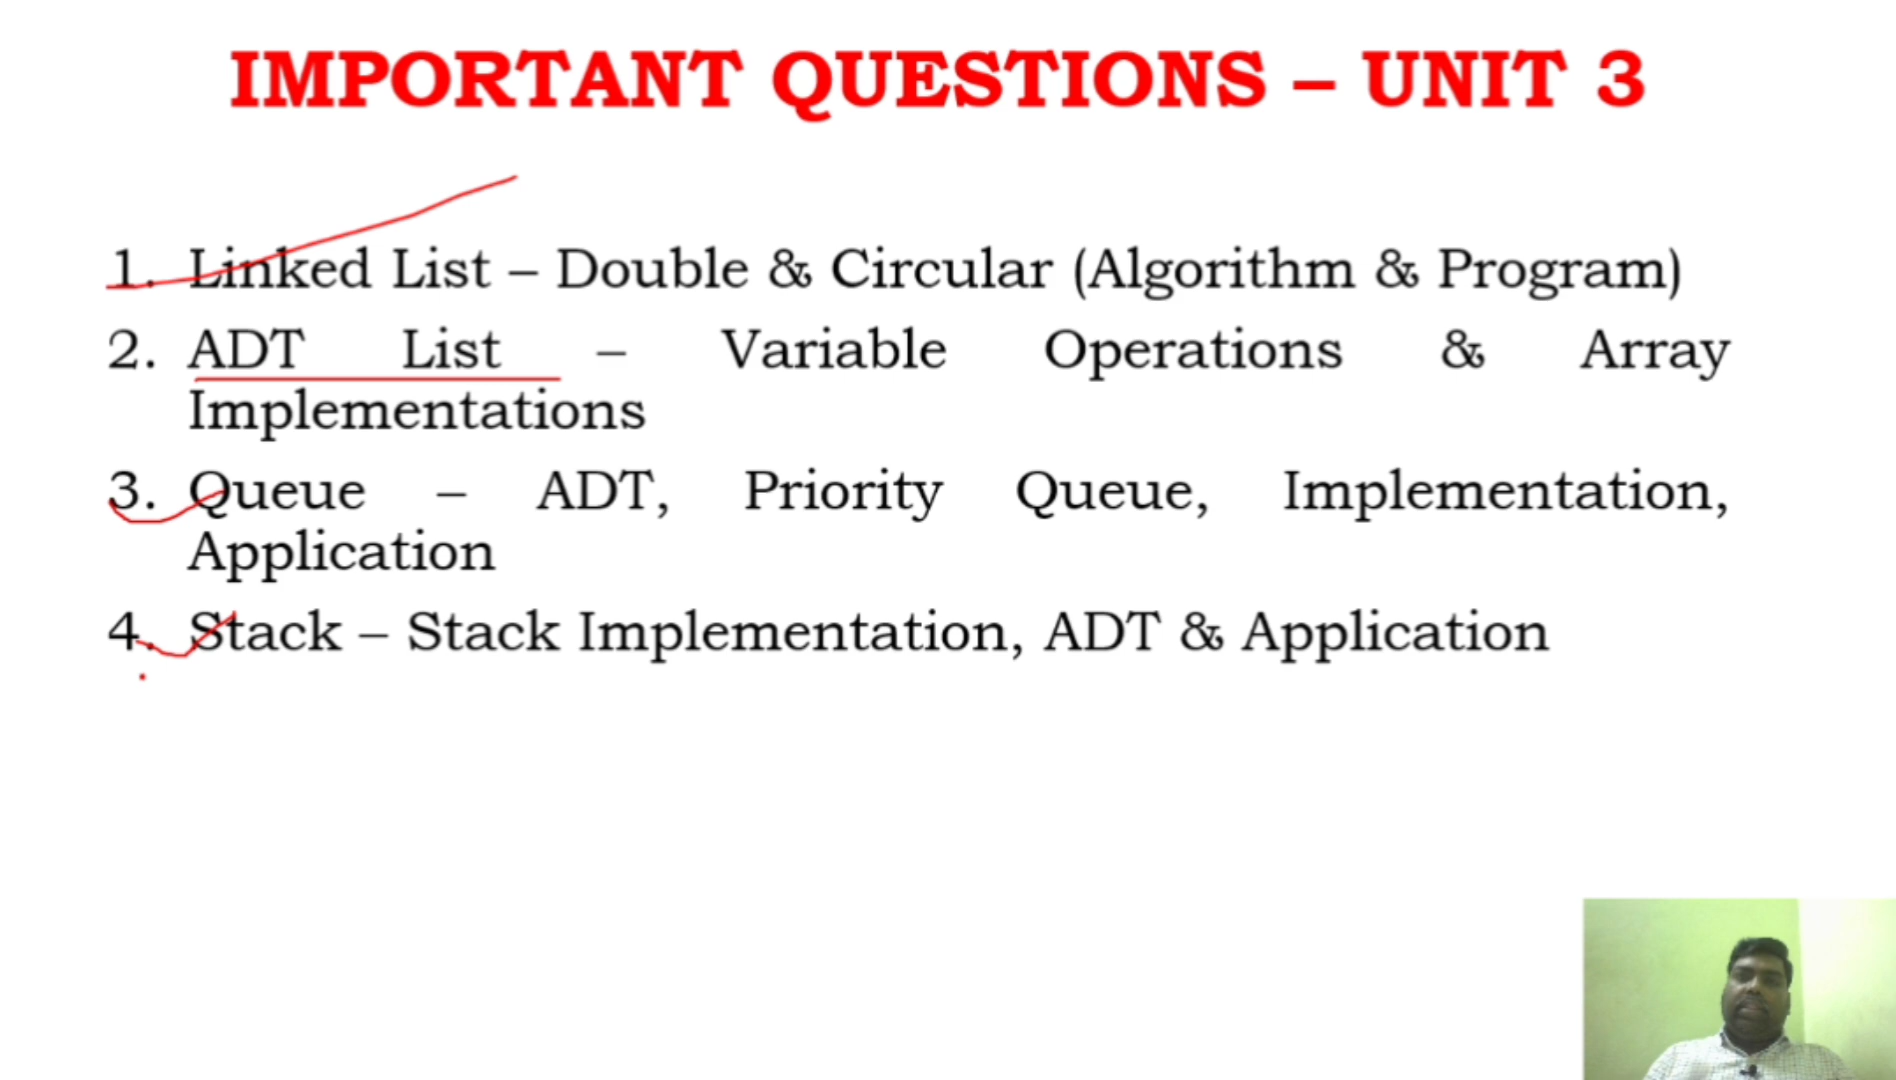 IMPORTANT QUESTIONS – UNIT 3
1. Linked List – Double & Circular (Algorithm & Program)
2. ADT List – Variable Operations & Array
Implementations
3. Queue – ADT, Priority Queue, Implementation,
Application
4. Stack – Stack Implementation, ADT & Application